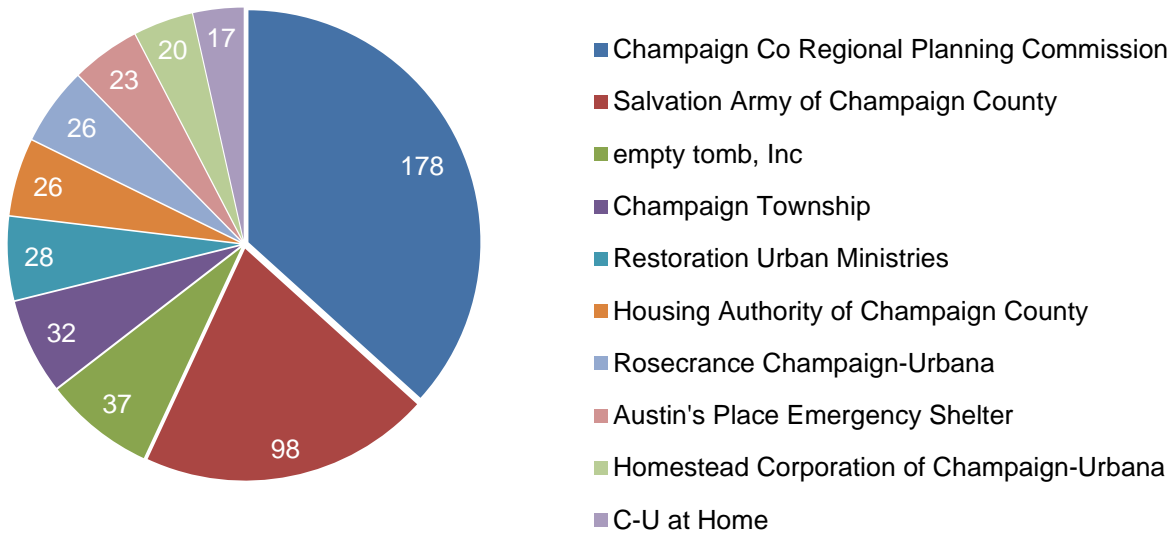 178
98
37
32
28
26
26
23
20
17
Champaign Co Regional Planning Commission
Salvation Army of Champaign County
empty tomb, Inc
Champaign Township
Restoration Urban Ministries
Housing Authority of Champaign County
Rosecrance Champaign-Urbana
Austin's Place Emergency Shelter
Homestead Corporation of Champaign-Urbana
C-U at Home